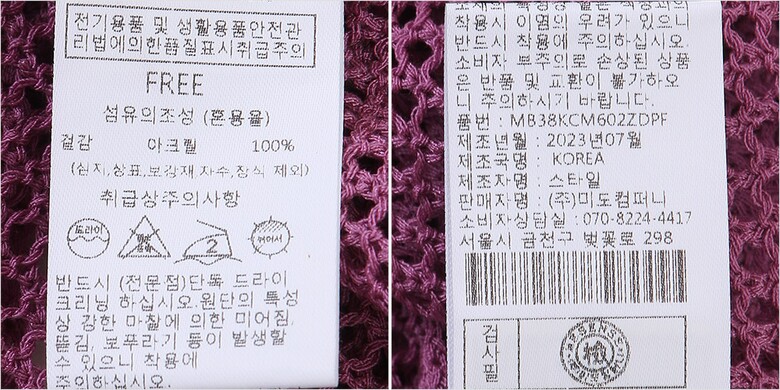 전기용품 및 생활용품안전관
리법에의한품질표시취급주의
FREE
섬유의조성 (혼용율)
겉감 아크릴 100%
(심지,상표,보강재,자수,장식 제외)
취급상주의사항
드라이
2
뉘어서
반드시 (전문점)단독 드라이
크리닝 하십시오.원단의 특성
상 강한 마찰에 의한 미어짐,
뜯김, 보푸라기 등이 발생할
수 있으니 착용에
주의하십시오.
착용시 이염의 우려가 있으니
반드시 착용에 주의하십시오.
소비자 부주의로 손상된 상품
은 반품 및 교환이 불가하오
니 주의하시기 바랍니다.
품번 : MB38KCM602ZDPF
제조년월 : 2023년07월
제조국명 : KOREA
제조자명 : 스타일
판매자명 : (주)미도컴퍼니
소비자상담실 : 070-8224-4417
서울시 금천구 벚꽃로 298
검사필